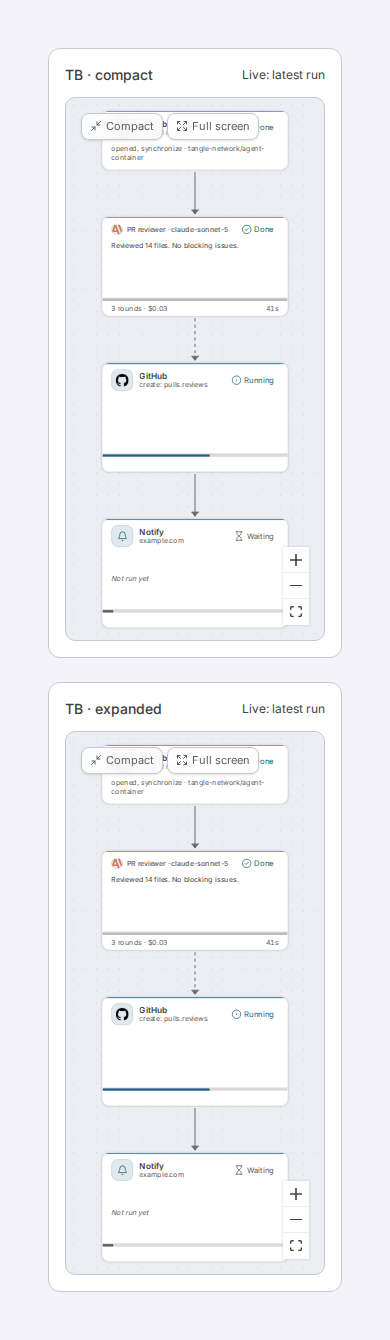 TB · compact
Live: latest run
Compact
Full screen
one
opened, synchronize · tangle-network/agent-
container
PR reviewer · claude-sonnet-5
Done
Reviewed 14 files. No blocking issues.
3 rounds · $0.03
41s
GitHub
create: pulls.reviews
Running
Notify
example.com
Waiting
Not run yet
TB · expanded
Live: latest run
Compact
Full screen
one
opened, synchronize · tangle-network/agent-
container
PR reviewer · claude-sonnet-5
Done
Reviewed 14 files. No blocking issues.
3 rounds · $0.03
41s
GitHub
create: pulls.reviews
Running
Notify
example.com
Waiting
Not run yet